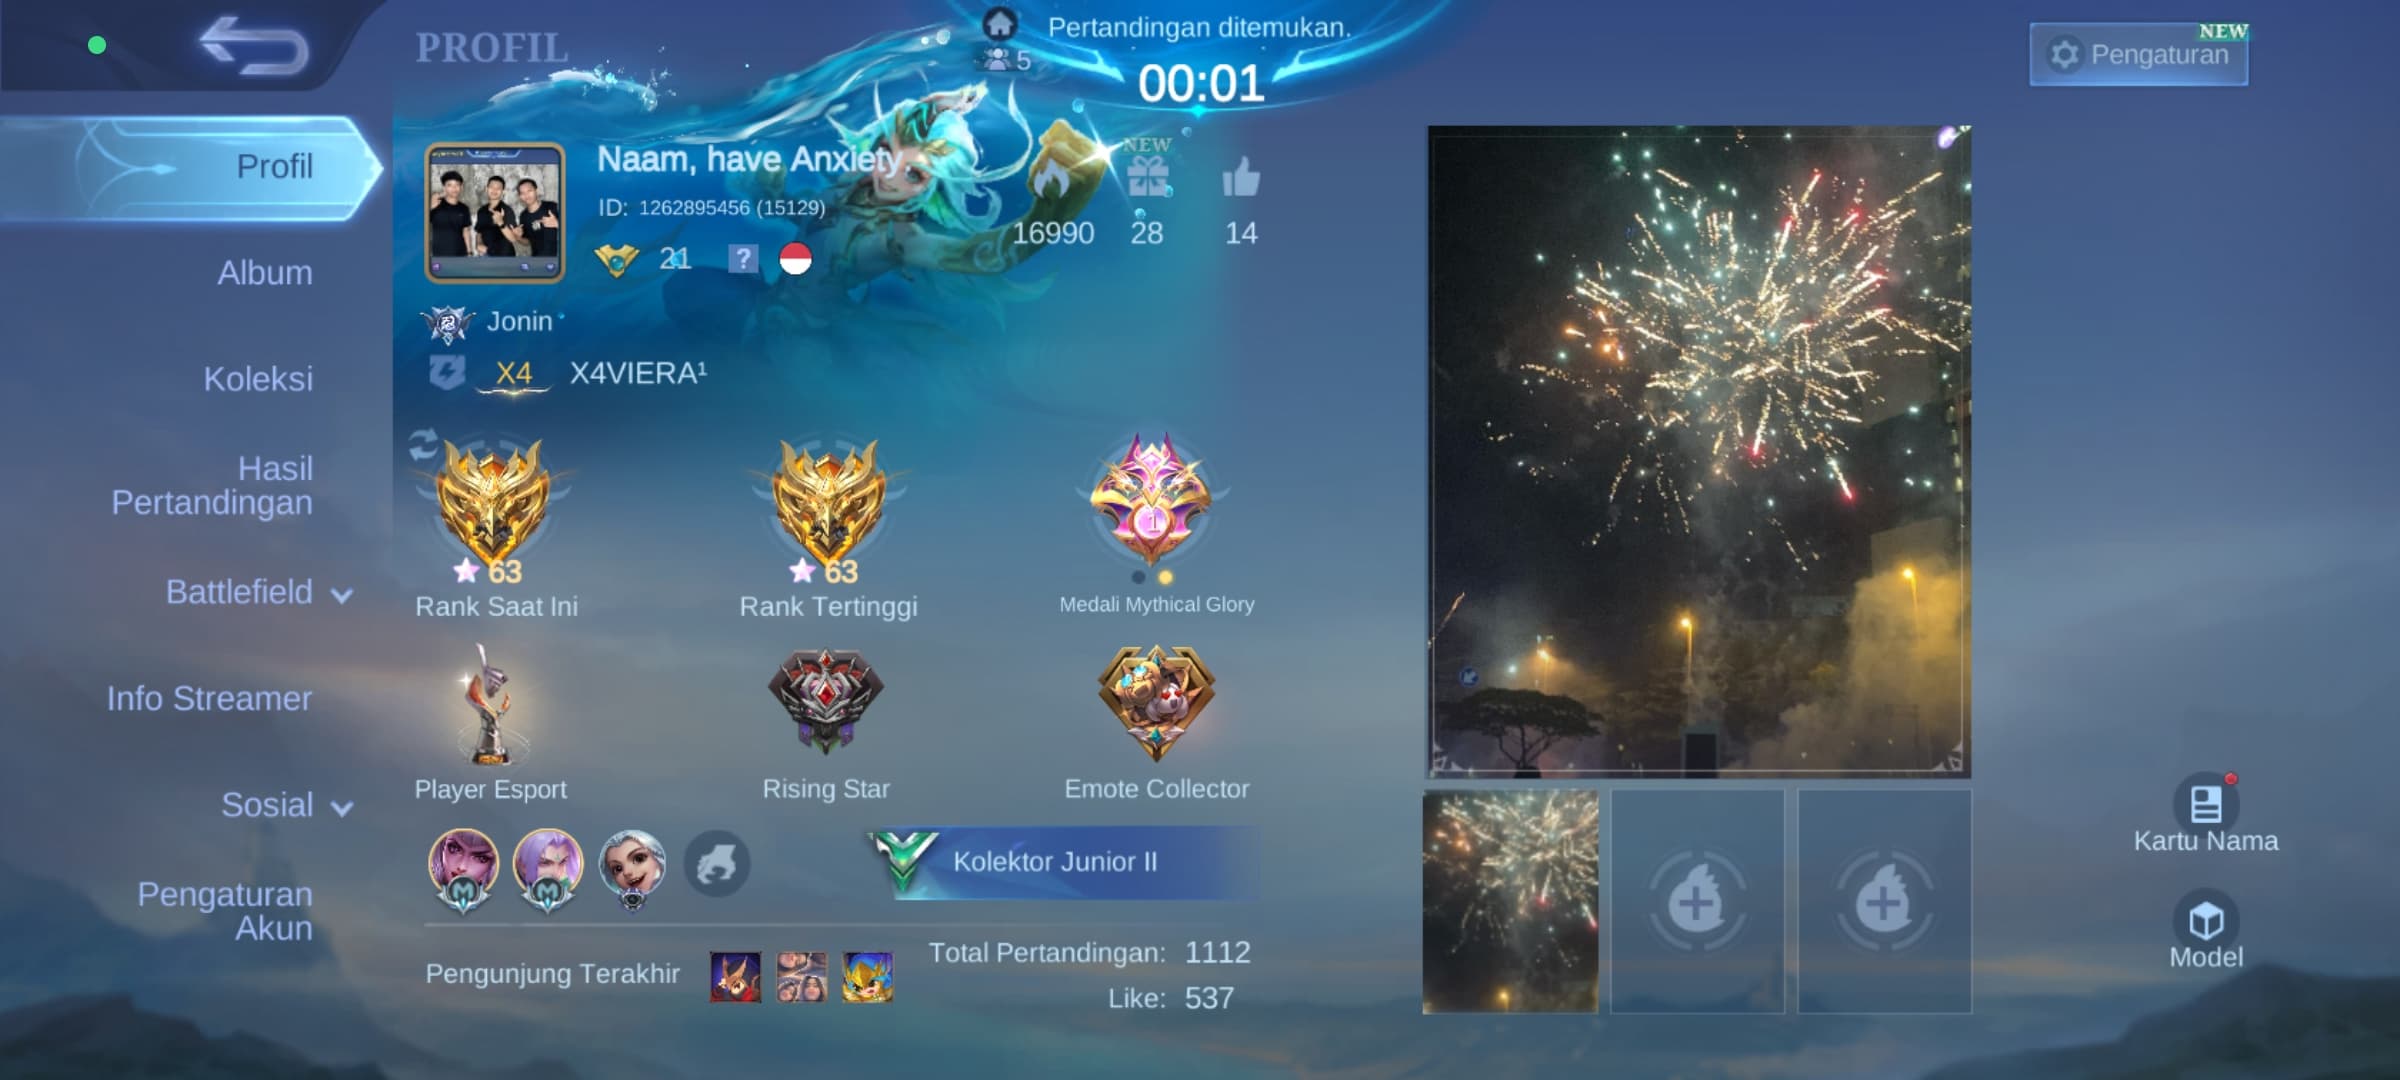 PROFIL
5
Pertandingan ditemukan.
00:01
NEW
Pengaturan
Profil
Album
Koleksi
Hasil
Pertandingan
Battlefield
Info Streamer
Sosial
Pengaturan
Akun
Naam, have Anxiety.
ID: 1262895456 (15129)
21
?
NEW
16990
28
14
Jonin
X4
X4VIERA¹
63
Rank Saat Ini
63
Rank Tertinggi
1
Medali Mythical Glory
Player Esport
Rising Star
Emote Collector
M
M
Kolektor Junior II
Pengunjung Terakhir
Total Pertandingan: 1112
Like: 537
Kartu Nama
Model